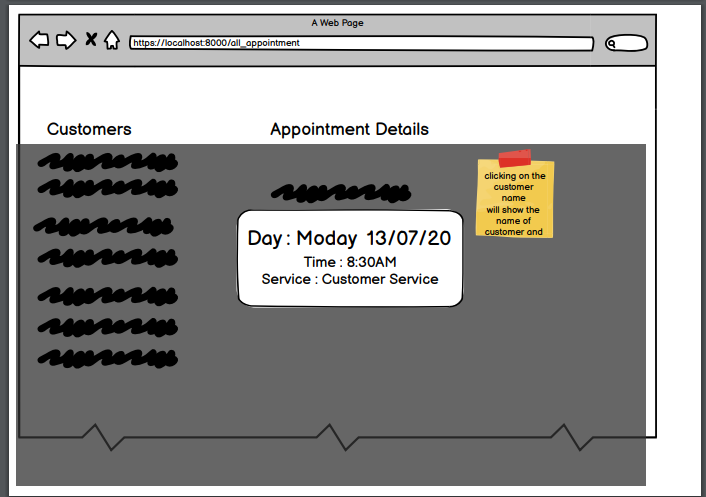 A Web Page
https://localhost:8000/all_appointment
Customers
Appointment Details
clicking on the
customer
name
will show the
name of
customer and
Day : Moday 13/07/20
Time : 8:30AM
Service : Customer Service